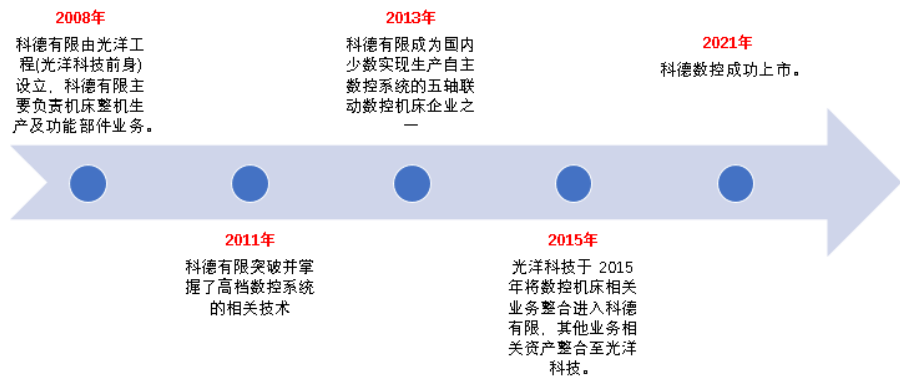 2008年
科德有限由光洋工
程(光洋科技前身)
设立，科德有限主
要负责机床整机生
产及功能部件业务。
2011年
科德有限突破并掌
握了高档数控系统
的相关技术
2013年
科德有限成为国内
少数实现生产自主
数控系统的五轴联
动数控机床企业之
一
2015年
光洋科技于 2015
年将数控机床相关
业务整合进入科德
有限，其他业务相
关资产整合至光洋
科技。
2021年
科德数控成功上市。